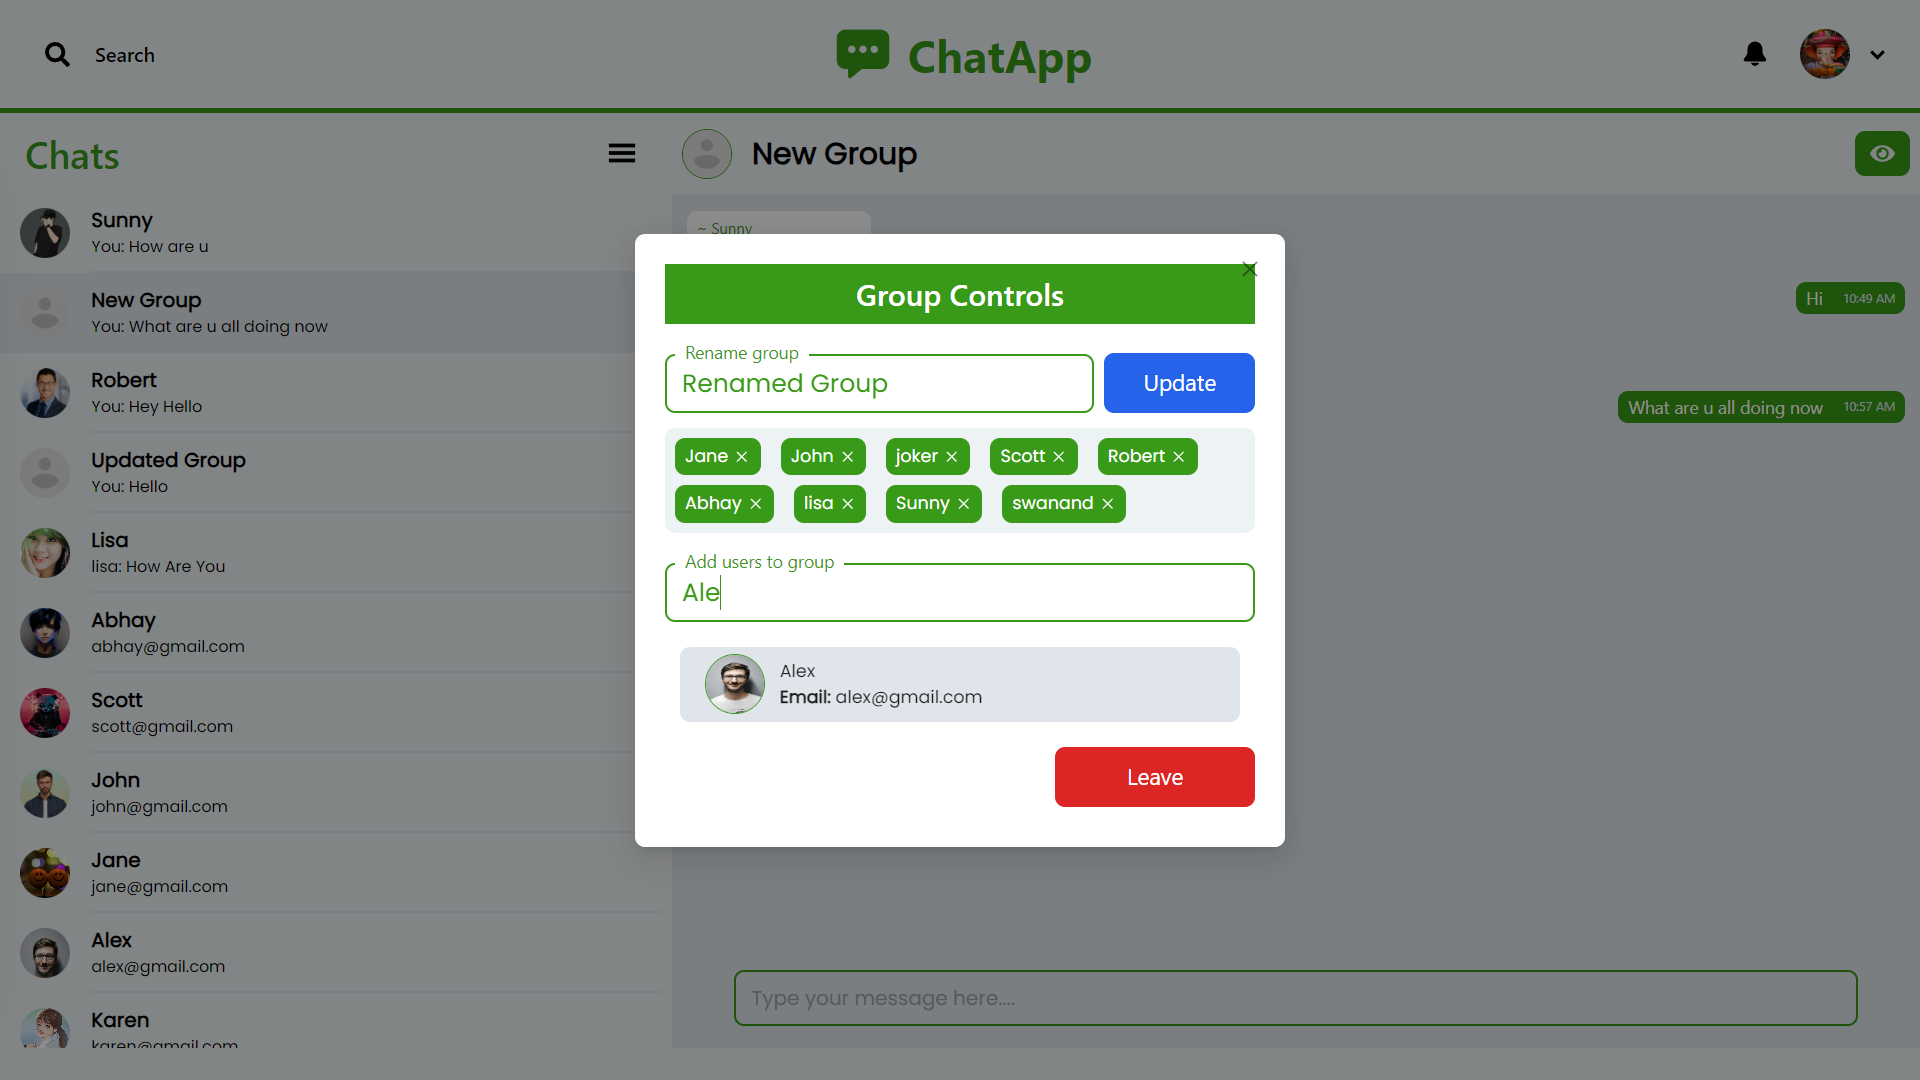 Search
ChatApp
Chats
Sunny
You: How are u
New Group
You: What are u all doing now
Robert
You: Hey Hello
Updated Group
You: Hello
Lisa
lisa: How Are You
Abhay
abhay@gmail.com
Scott
scott@gmail.com
John
john@gmail.com
Jane
jane@gmail.com
Alex
alex@gmail.com
Karen
karen@gmail.com
New Group
~ Sunny
Hi 10:49 AM
What are u all doing now 10:57 AM
Type your message here....
Group Controls
Rename group
Renamed Group
Update
Jane × John × joker × Scott × Robert ×
Abhay × lisa × Sunny × swanand ×
Add users to group
Ale
Alex
Email: alex@gmail.com
Leave